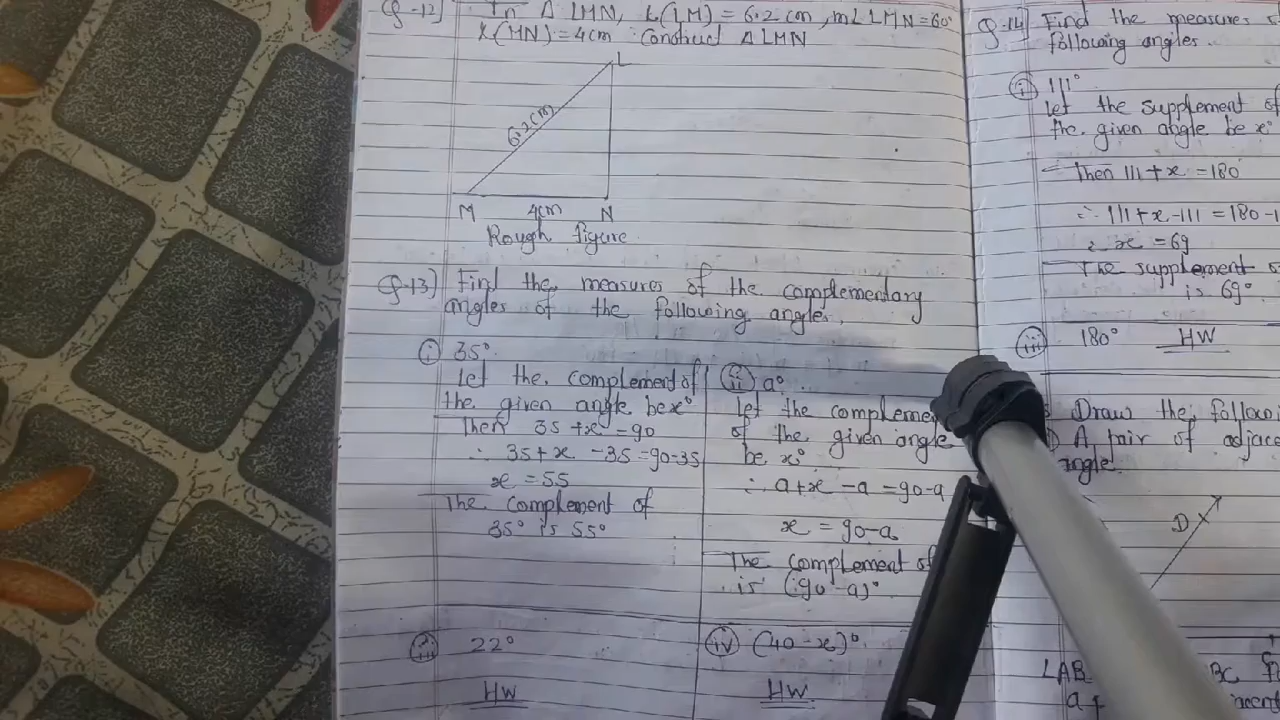 Q-12) In Δ LMN, l(LM) = 6.2 cm, m∠LMN = 60°
l(MN) = 4cm Construct Δ LMN
L
6.2cm
M 4cm N
Rough figure
Q-13) Find the measures of the complementary
angles of the following angles.
(i) 35°
Let the complement of
the given angle be x°
Then 35 + x = 90
∴ 35 + x - 35 = 90-35
x = 55
The complement of
35° is 55°
(ii) a°
Let the
of the given angle
be x°
∴ a+x - a = 90-a
x = 90-a
The complement of
is (90 -a)°
(iii) 22°
HW
(iv) (40-x)°
HW
Q-14) Find the measures
following angles.
(i) 111°
Let the supplement of
the given angle be x°
Then 111 + x = 180
∴ 111 + x - 111 = 180-
∴ x = 69
The supplement
is 69°
(iii) 180° HW
Draw the
A pair of
angle.
D